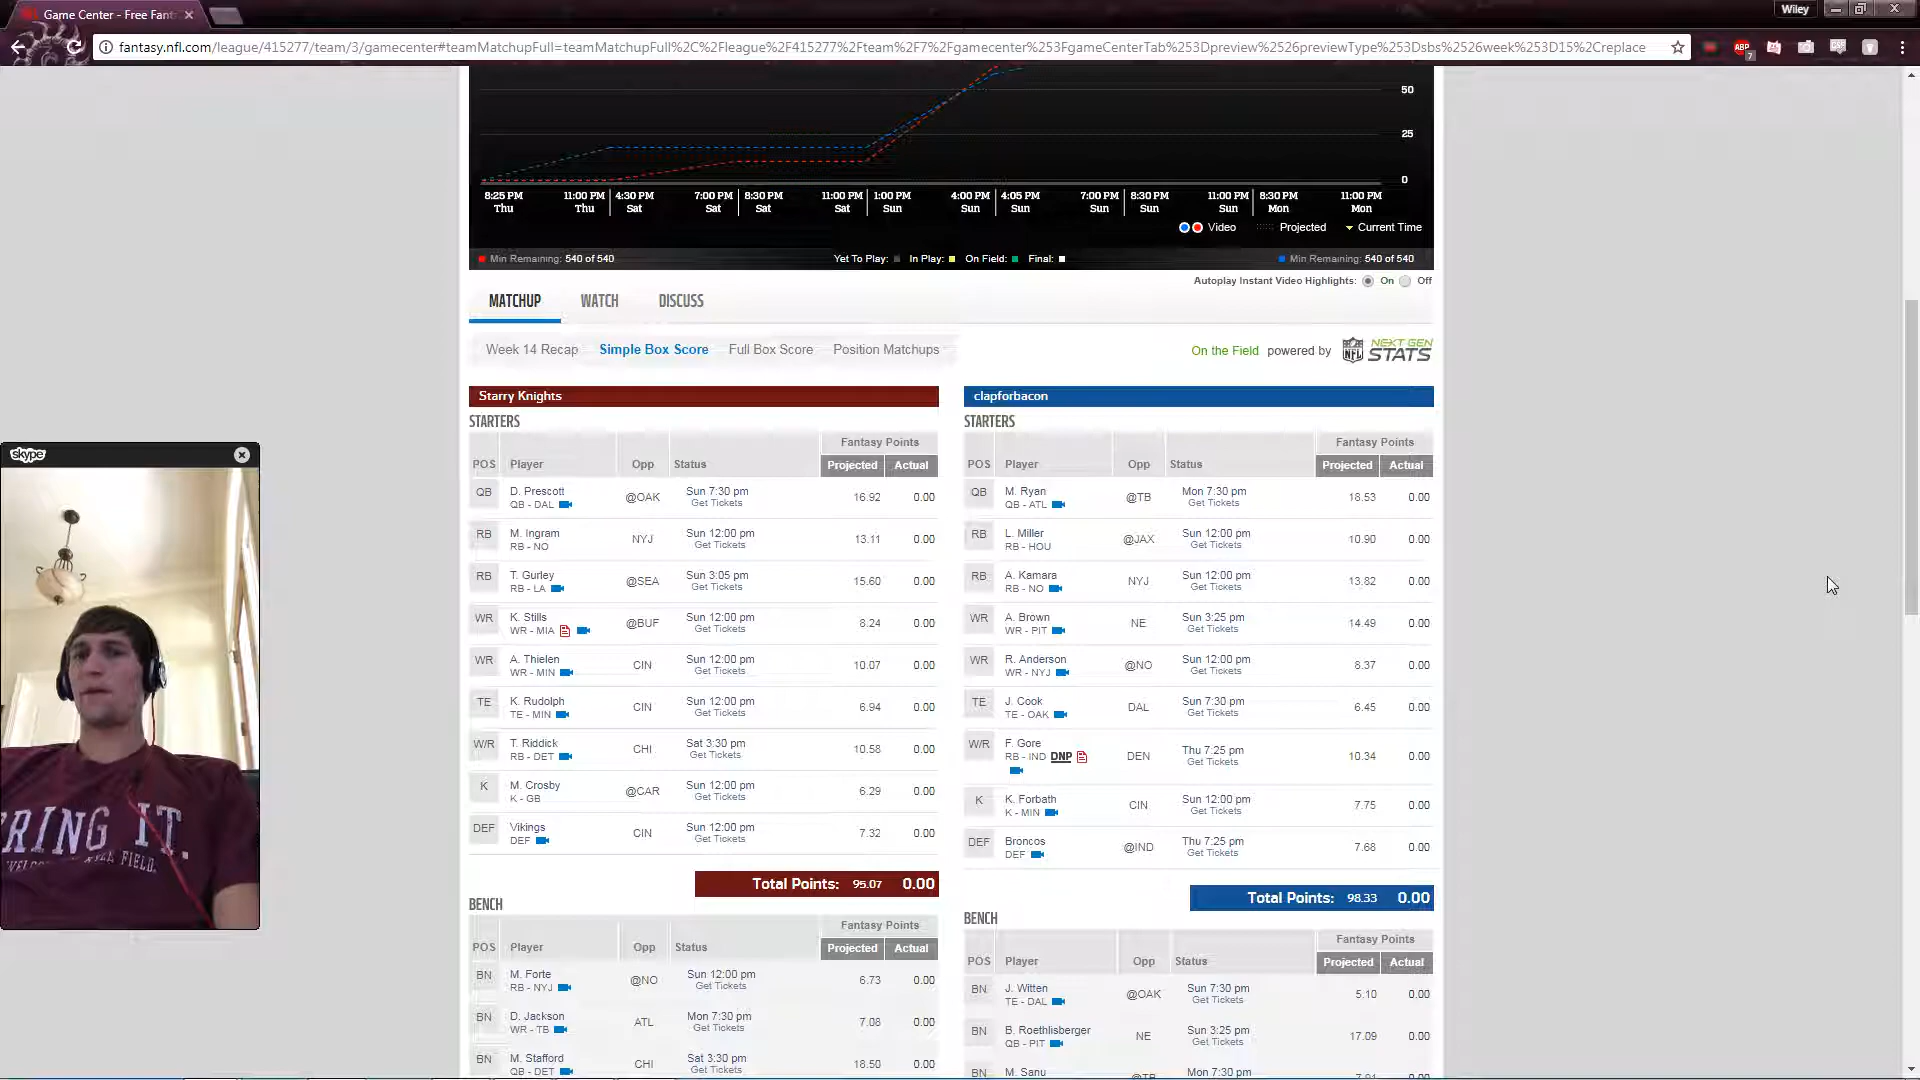 Game Center - Free Fant
Wiley
fantasy.nfl.com/league/415277/team/3/gamecenter#teamMatchupFull=teamMatchupFull%2C%2Fleague%2F415277%2Fteam%2F7%2Fgamecenter%253FgameCenterTab%253Dpreview%2526previewType%253Dsbs%2526week%253D15%2Creplace
ABP
7
50
25
0
8:25 PM 11:00 PM 4:30 PM 7:00 PM 8:30 PM 11:00 PM 1:00 PM 4:00 PM 4:05 PM 7:00 PM 8:30 PM 11:00 PM 8:30 PM 11:00 PM
Thu Thu Sat Sat Sat Sat Sun Sun Sun Sun Sun Sun Mon Mon
Video Projected Current Time
Min Remaining: 540 of 540 Yet To Play: In Play: On Field: Final: Min Remaining: 540 of 540
Autoplay Instant Video Highlights: On Off
MATCHUP WATCH DISCUSS
Week 14 Recap Simple Box Score Full Box Score Position Matchups
On the Field powered by NFL NEXT GEN STATS
Starry Knights
STARTERS
Fantasy Points
POS Player Opp Status Projected Actual
QB D. Prescott @OAK Sun 7:30 pm 16.92 0.00
QB - DAL Get Tickets
RB M. Ingram NYJ Sun 12:00 pm 13.11 0.00
RB - NO Get Tickets
RB T. Gurley @SEA Sun 3:05 pm 15.60 0.00
RB - LA Get Tickets
WR K. Stills @BUF Sun 12:00 pm 8.24 0.00
WR - MIA Get Tickets
WR A. Thielen CIN Sun 12:00 pm 10.07 0.00
WR - MIN Get Tickets
TE K. Rudolph CIN Sun 12:00 pm 6.94 0.00
TE - MIN Get Tickets
W/R T. Riddick CHI Sat 3:30 pm 10.58 0.00
RB - DET Get Tickets
K M. Crosby @CAR Sun 12:00 pm 6.29 0.00
K - GB Get Tickets
DEF Vikings CIN Sun 12:00 pm 7.32 0.00
DEF Get Tickets
Total Points: 95.07 0.00
BENCH
Fantasy Points
POS Player Opp Status Projected Actual
BN M. Forte @NO Sun 12:00 pm 6.73 0.00
RB - NYJ Get Tickets
BN D. Jackson ATL Mon 7:30 pm 7.08 0.00
WR - TB Get Tickets
BN M. Stafford CHI Sat 3:30 pm 18.50 0.00
QB - DET Get Tickets
clapforbacon
STARTERS
Fantasy Points
POS Player Opp Status Projected Actual
QB M. Ryan @TB Mon 7:30 pm 18.53 0.00
QB - ATL Get Tickets
RB L. Miller @JAX Sun 12:00 pm 10.90 0.00
RB - HOU Get Tickets
RB A. Kamara NYJ Sun 12:00 pm 13.82 0.00
RB - NO Get Tickets
WR A. Brown NE Sun 3:25 pm 14.49 0.00
WR - PIT Get Tickets
WR R. Anderson @NO Sun 12:00 pm 8.37 0.00
WR - NYJ Get Tickets
TE J. Cook DAL Sun 7:30 pm 6.45 0.00
TE - OAK Get Tickets
W/R F. Gore DEN Thu 7:25 pm 10.34 0.00
RB - IND DNP Get Tickets
K K. Forbath CIN Sun 12:00 pm 7.75 0.00
K - MIN Get Tickets
DEF Broncos @IND Thu 7:25 pm 7.68 0.00
DEF Get Tickets
Total Points: 98.33 0.00
BENCH
Fantasy Points
POS Player Opp Status Projected Actual
BN J. Witten @OAK Sun 7:30 pm 5.10 0.00
TE - DAL Get Tickets
BN B. Roethlisberger NE Sun 3:25 pm 17.09 0.00
QB - PIT Get Tickets
BN M. Sanu @TB Mon 7:30 pm 7.91 0.00
skype
RING IT.
FIELD.